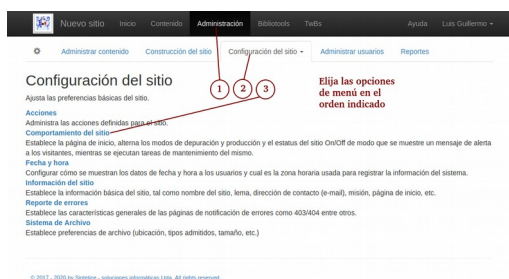 Nuevo sitio Inicio Contenido Administración Bibliotools TwBs Ayuda Luis Guillermo
Administrar contenido Construcción del sitio Configuración del sitio Administrar usuarios Reportes
Configuración del sitio
Ajusta las preferencias básicas del sitio.
1 2 3
Elija las opciones
de menú en el
orden indicado
Acciones
Administra las acciones definidas para el sitio.
Comportamiento del sitio
Establece la página de inicio, alterna los modos de depuración y producción y el estatus del sitio On/Off de modo que se muestre un mensaje de alerta
a los visitantes, mientras se ejecutan tareas de mantenimiento del mismo.
Fecha y hora
Configurar cómo se muestran los datos de fecha y hora a los usuarios y cual es la zona horaria usada para registrar la información del sistema.
Información del sitio
Establece la información básica del sitio, tal como nombre del sitio, lema, dirección de contacto (e-mail), misión, página de inicio, etc.
Reporte de errores
Establece las características generales de las páginas de notificación de errores como 403/404 entre otros.
Sistema de Archivo
Establece preferencias de archivo (ubicación, tipos admitidos, tamaño, etc.)
© 2017 - 2020 by - soluciones informáticas Ltda. All rights reserved.